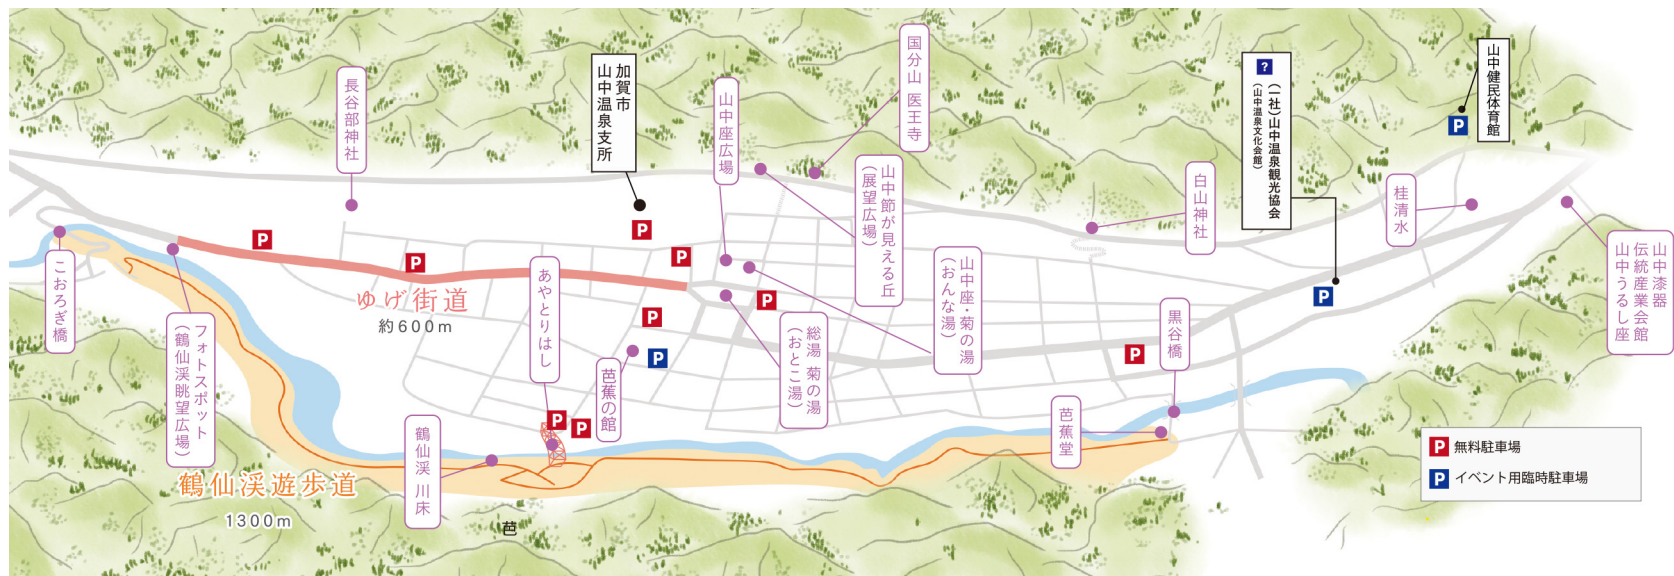 長谷部神社
加賀市
山中温泉支所
山中座広場
国分山 医王寺
山中節が見える丘
(展望広場)
?
(一社)山中温泉観光協会
(山中温泉文化会館)
山中健民体育館
P
白山神社
桂清水
山中漆器
伝統産業会館
山中うるし座
こおろぎ橋
フォトスポット
(鶴仙渓眺望広場)
P
P
ゆげ街道
約600m
P
P
P
P
P
あやとりはし
芭蕉の館
総湯 菊の湯
(おとこ湯)
山中座・菊の湯
(おんな湯)
黒谷橋
P
P
芭蕉堂
P
P
鶴仙渓 川床
鶴仙渓遊歩道
1300m
芭
P 無料駐車場
P イベント用臨時駐車場